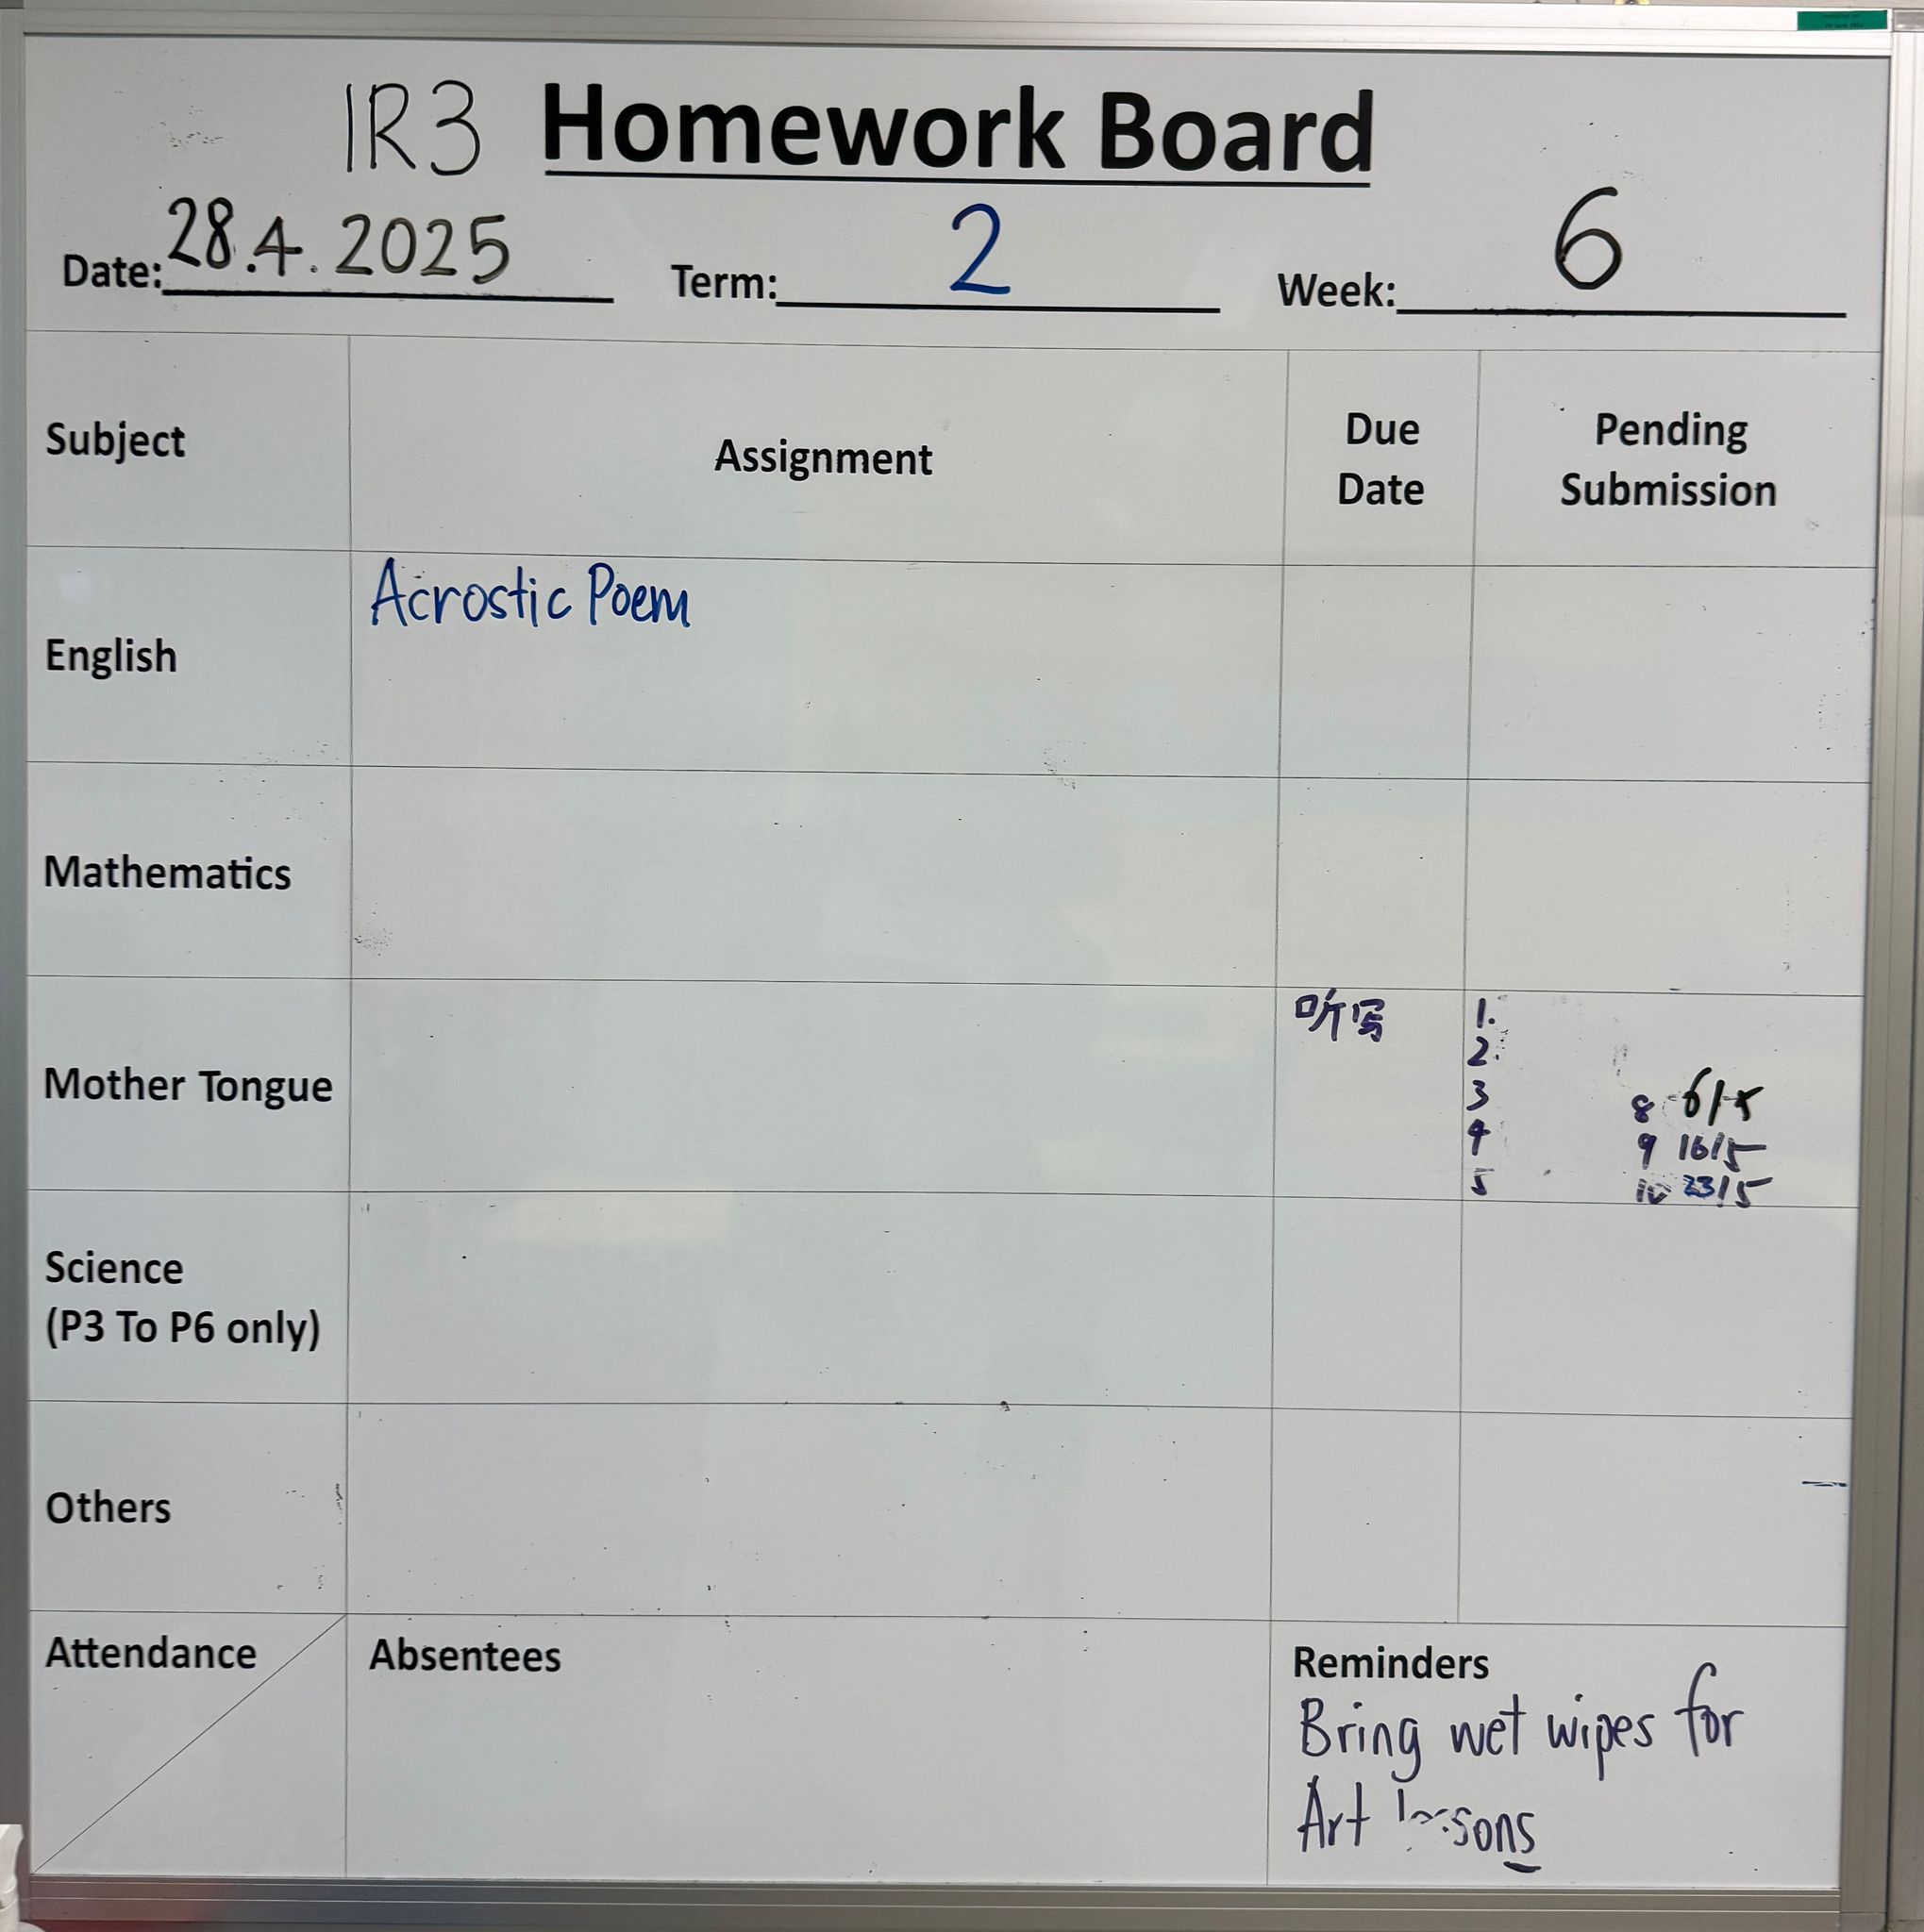 1R3 Homework Board
Date: 28.4.2025 Term: 2 Week: 6
Subject Assignment Due Date Pending Submission
English Acrostic Poem
Mathematics
Mother Tongue 听写 1.
2.
3 8 6/5
4 9 16/5
5 10 23/5
Science
(P3 To P6 only)
Others
Attendance Absentees Reminders
Bring wet wipes for
Art lessons